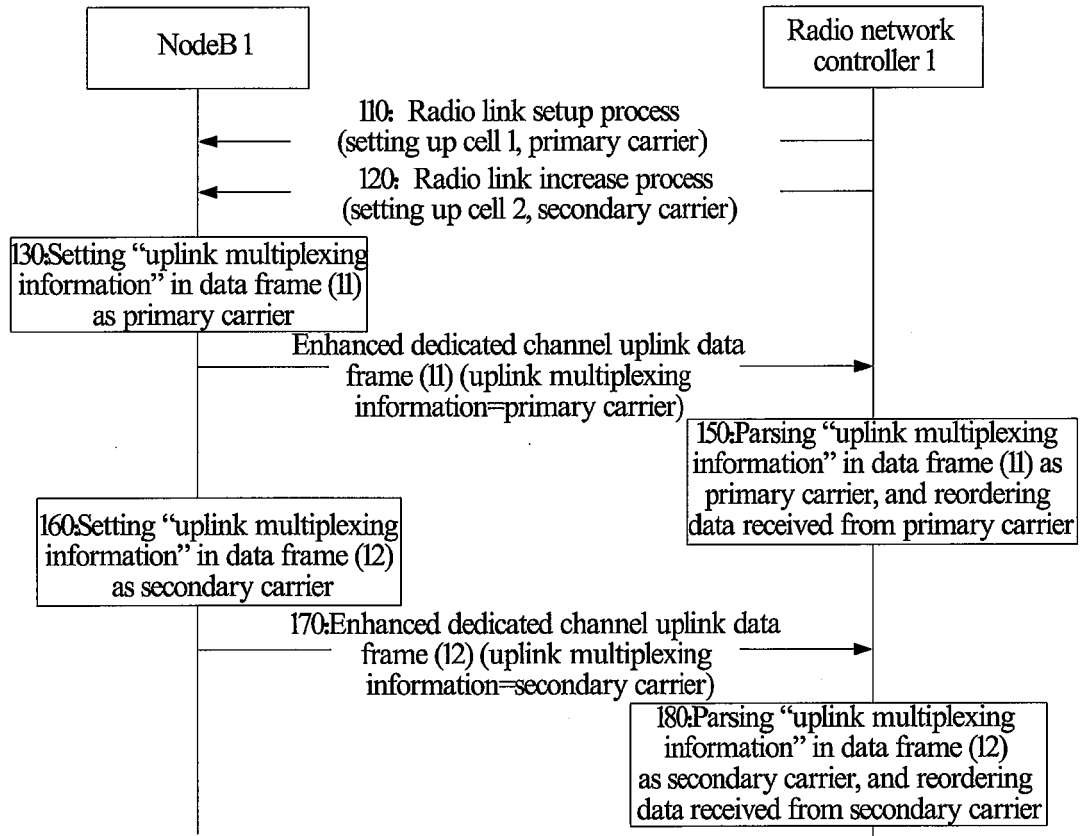 NodeB 1
Radio network
controller 1
110: Radio link setup process
(setting up cell 1, primary carrier)
120: Radio link increase process
(setting up cell 2, secondary carrier)
130:Setting “uplink multiplexing
information” in data frame (11)
as primary carrier
Enhanced dedicated channel uplink data
frame (11) (uplink multiplexing
information=primary carrier)
150:Parsing “uplink multiplexing
information” in data frame (11) as
primary carrier, and reordering
data received from primary carrier
160:Setting “uplink multiplexing
information” in data frame (12)
as secondary carrier
170:Enhanced dedicated channel uplink data
frame (12) (uplink multiplexing
information=secondary carrier)
180:Parsing “uplink multiplexing
information” in data frame (12)
as secondary carrier, and reordering
data received from secondary carrier